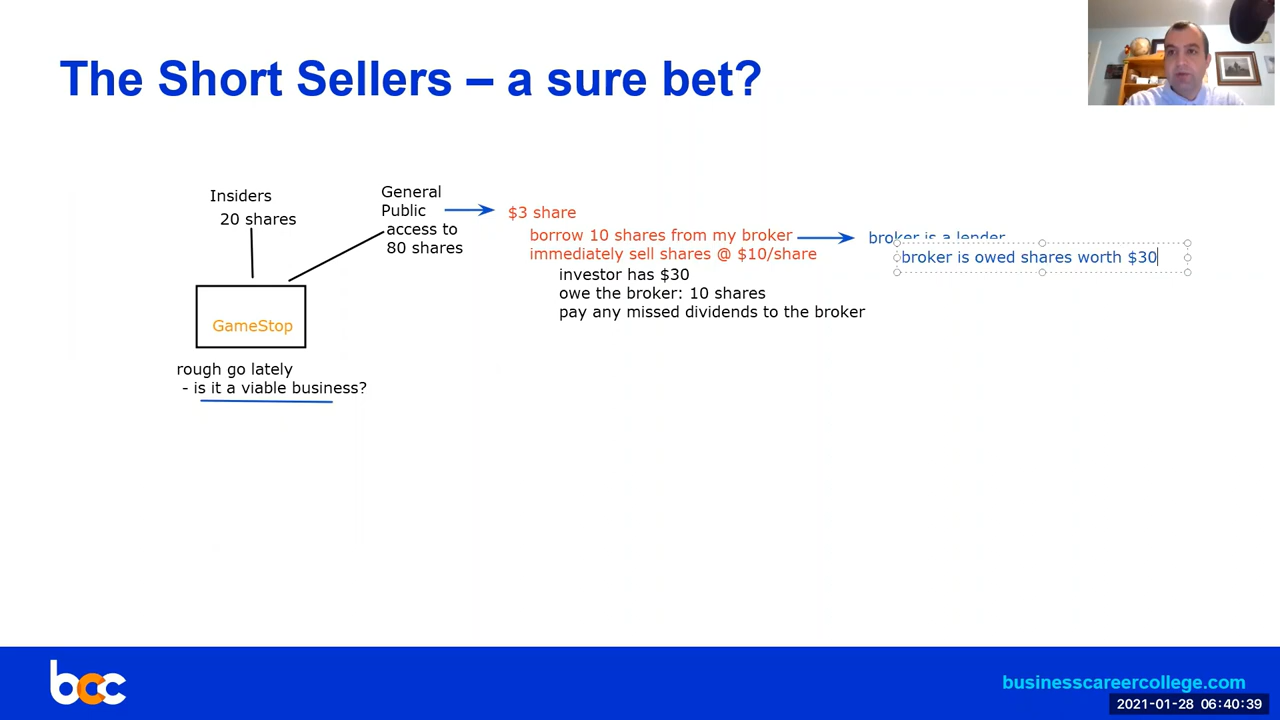 The Short Sellers – a sure bet?
Insiders
20 shares
General
Public
access to
80 shares
GameStop
rough go lately
- is it a viable business?
$3 share
borrow 10 shares from my broker
immediately sell shares @ $10/share
investor has $30
owe the broker: 10 shares
pay any missed dividends to the broker
broker is a lender
broker is owed shares worth $30
bcc
businesscareercollege.com
2021-01-28 06:40:39